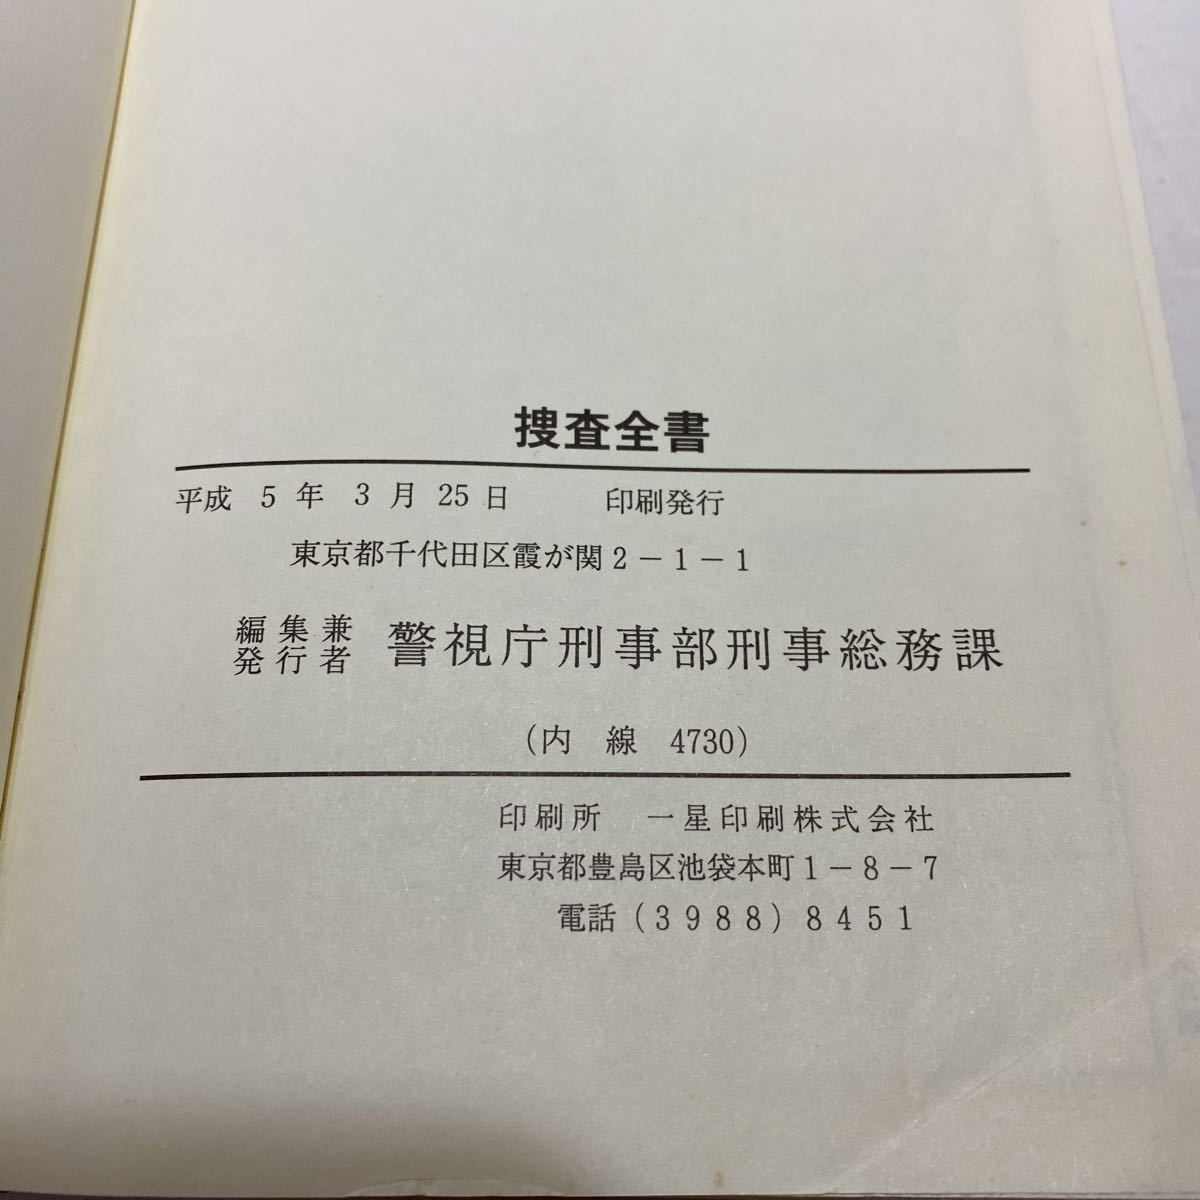 捜査全書
平成 5 年 3 月 25 日　印刷発行
東京都千代田区霞が関2－1－1
編集兼
発行者　警視庁刑事部刑事総務課
(内　線　4730)
印刷所　一星印刷株式会社
東京都豊島区池袋本町1－8－7
電話(3988)8451